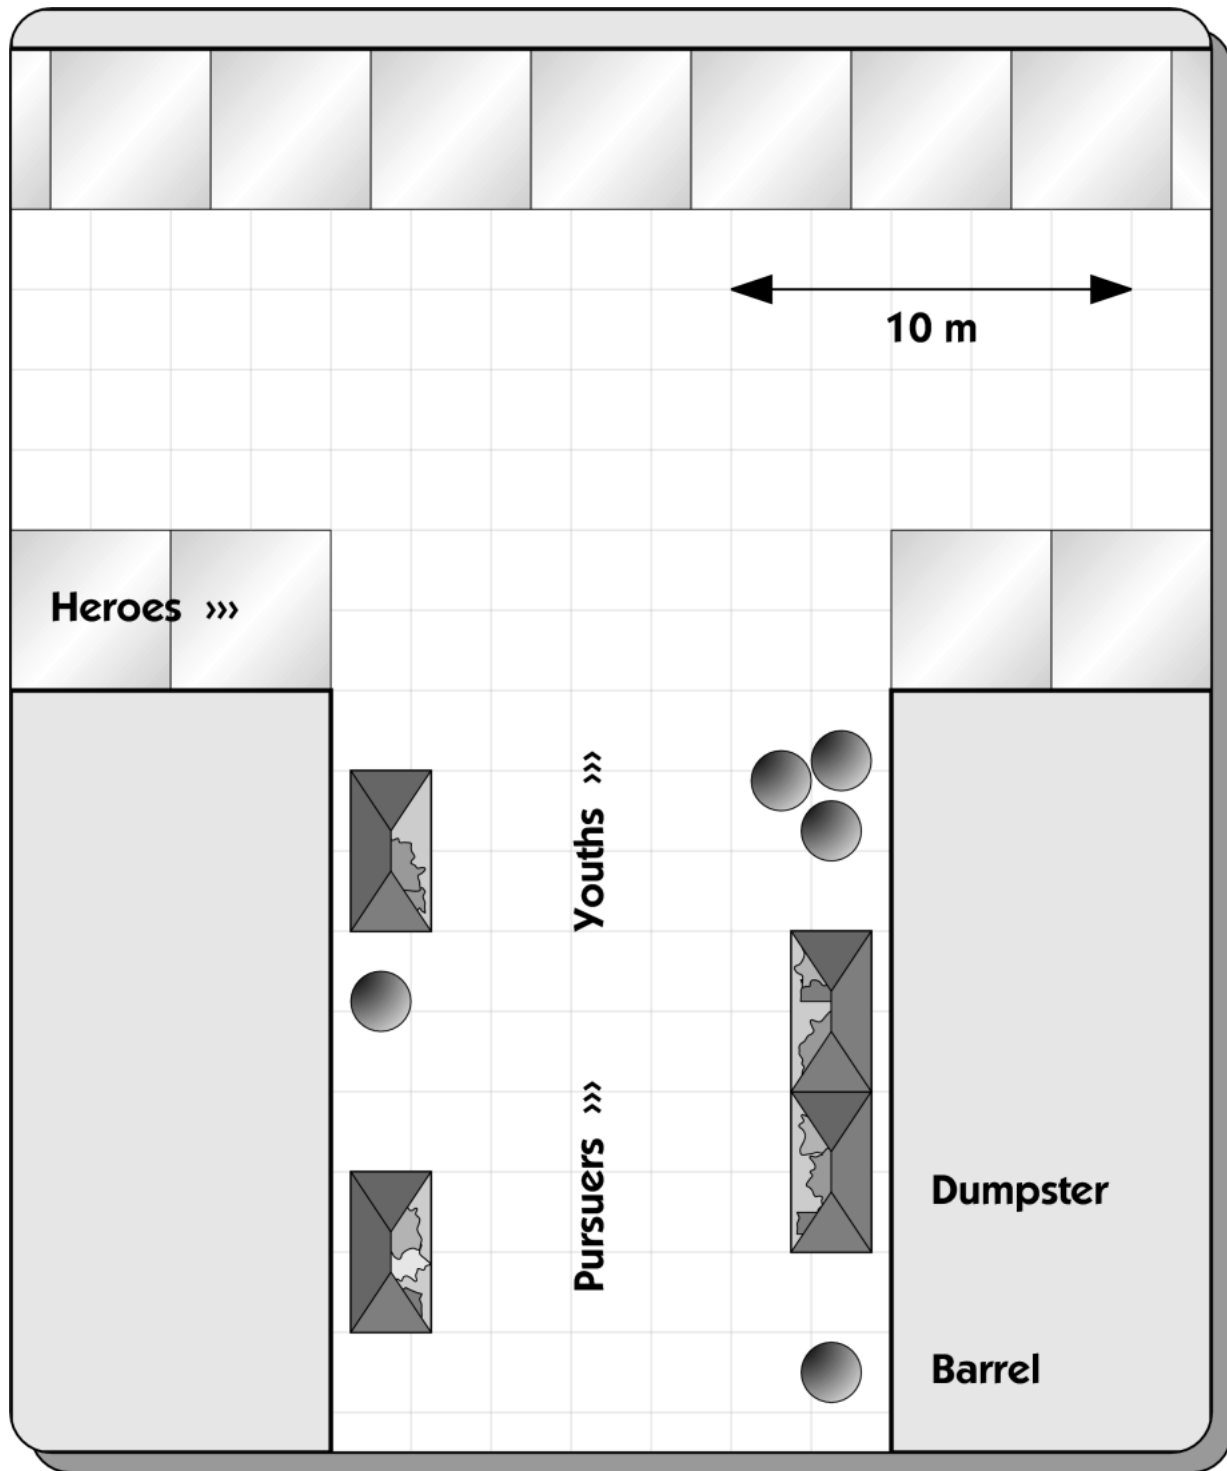 10 m
Heroes ›››
Youths ›››
Pursuers ›››
Dumpster
Barrel